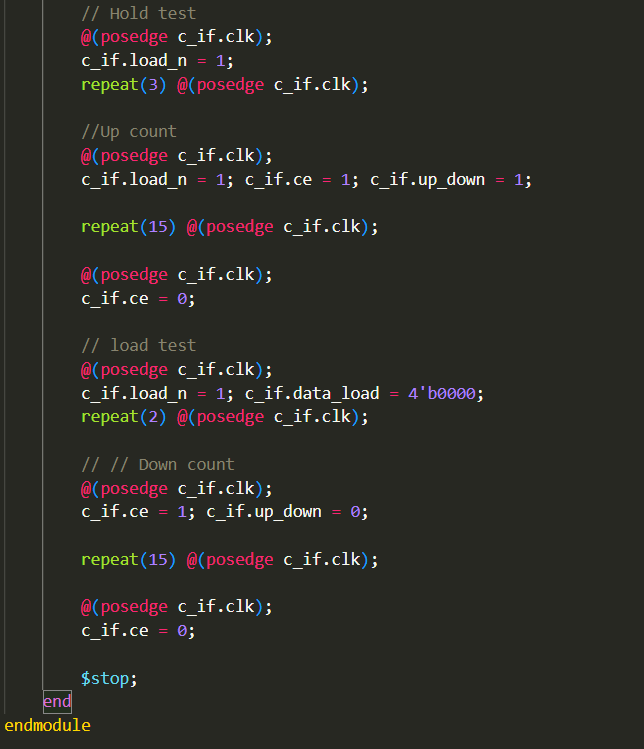 // Hold test
@(posedge c_if.clk);
c_if.load_n = 1;
repeat(3) @(posedge c_if.clk);
//Up count
@(posedge c_if.clk);
c_if.load_n = 1; c_if.ce = 1; c_if.up_down = 1;
repeat(15) @(posedge c_if.clk);
@(posedge c_if.clk);
c_if.ce = 0;
// load test
@(posedge c_if.clk);
c_if.load_n = 1; c_if.data_load = 4'b0000;
repeat(2) @(posedge c_if.clk);
// // Down count
@(posedge c_if.clk);
c_if.ce = 1; c_if.up_down = 0;
repeat(15) @(posedge c_if.clk);
@(posedge c_if.clk);
c_if.ce = 0;
$stop;
end
endmodule